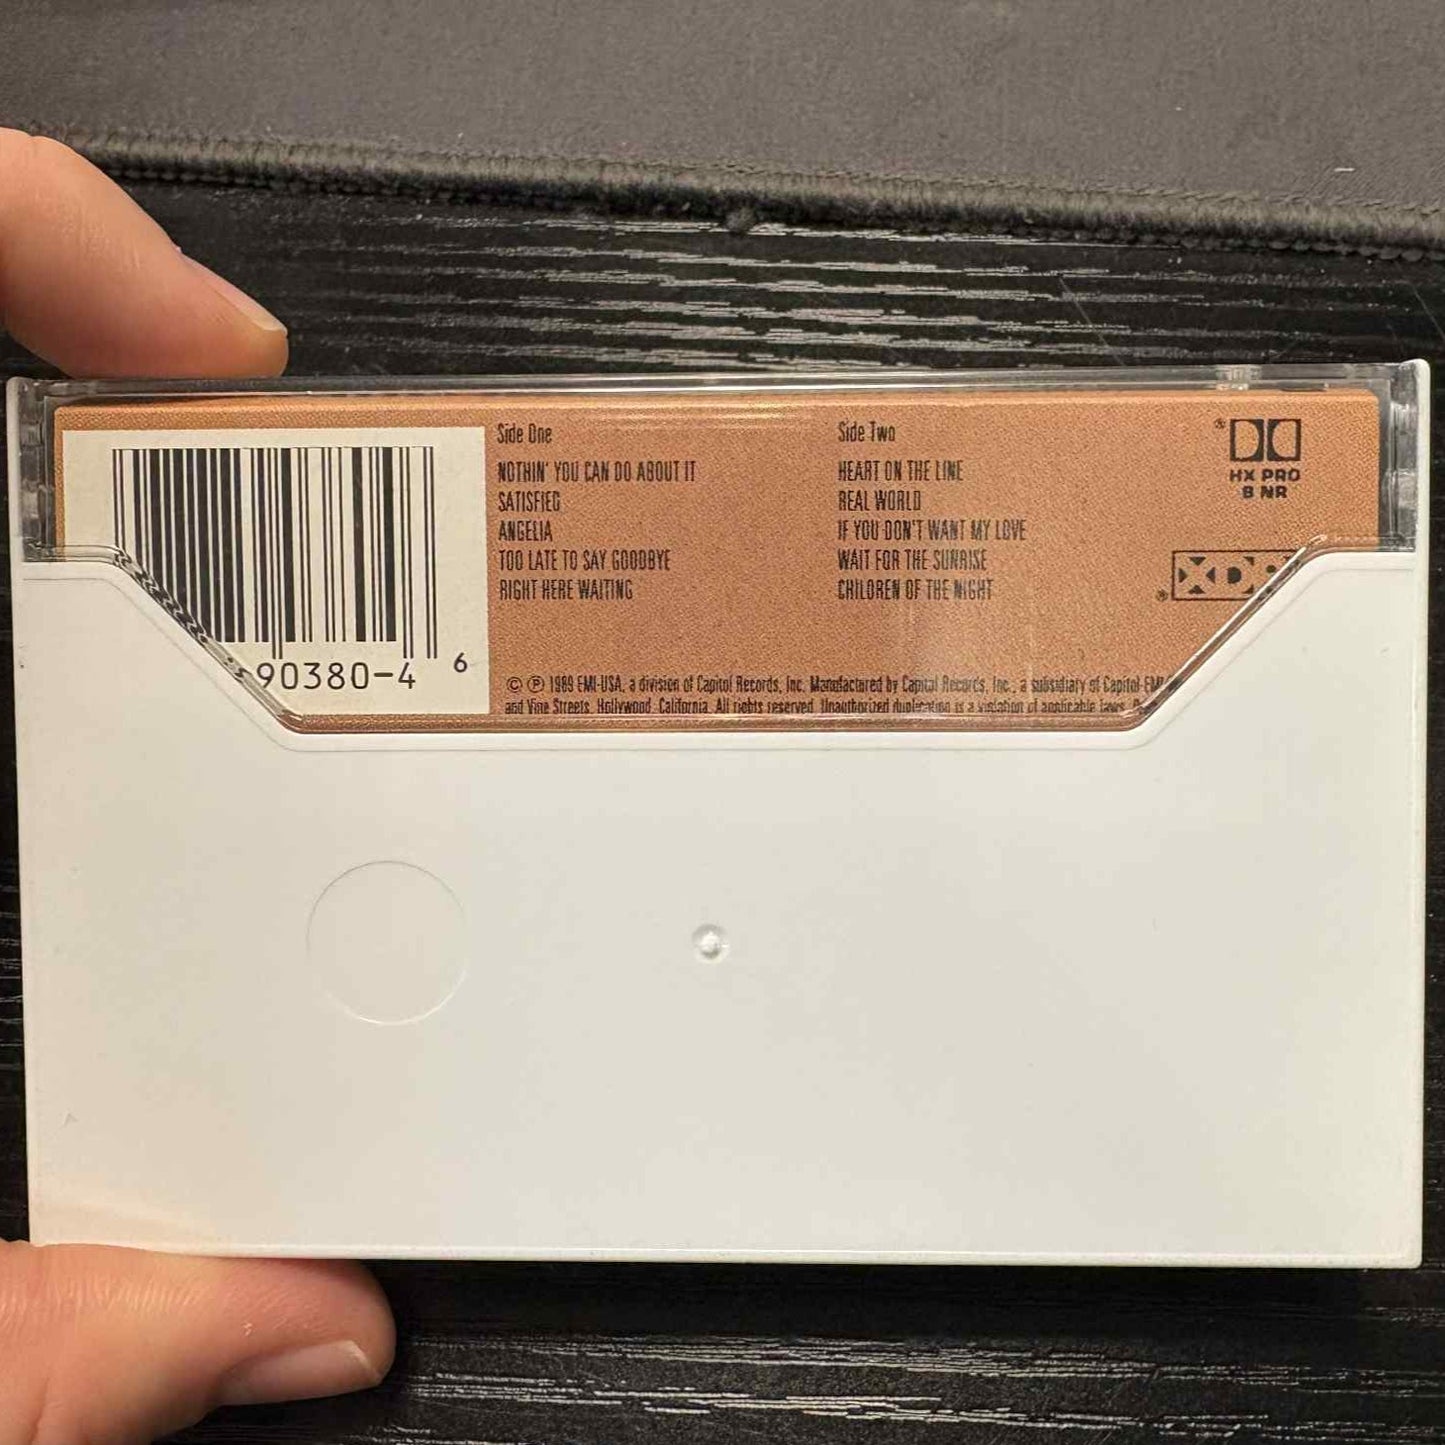 Side One
NOTHIN' YOU CAN DO ABOUT IT
SATISFIED
ANGELIA
TOO LATE TO SAY GOODBYE
RIGHT HERE WAITING
Side Two
HEART ON THE LINE
REAL WORLD
IF YOU DON'T WANT MY LOVE
WAIT FOR THE SUNRISE
CHILDREN OF THE NIGHT
® HX PRO
B NR
® XDR
90380-4 6
© ℗ 1989 EMI-USA, a division of Capitol Records, Inc. Manufactured by Capitol Records, Inc., a subsidiary of Capitol-EMI
and Vine Streets, Hollywood, California. All rights reserved. Unauthorized duplication is a violation of applicable laws.